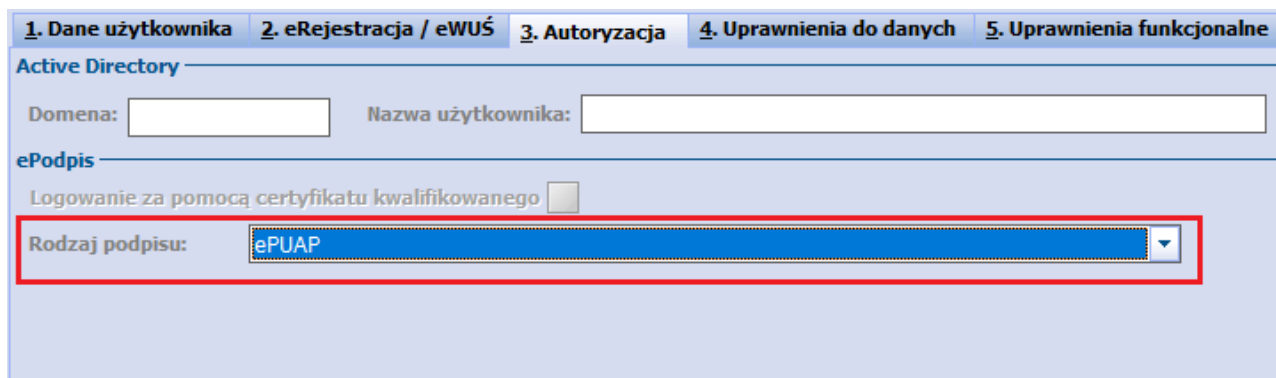 1. Dane użytkownika 2. eRejestracja / eWUŚ 3. Autoryzacja 4. Uprawnienia do danych 5. Uprawnienia funkcjonalne
Active Directory
Domena: Nazwa użytkownika:
ePodpis
Logowanie za pomocą certyfikatu kwalifikowanego
Rodzaj podpisu: ePUAP